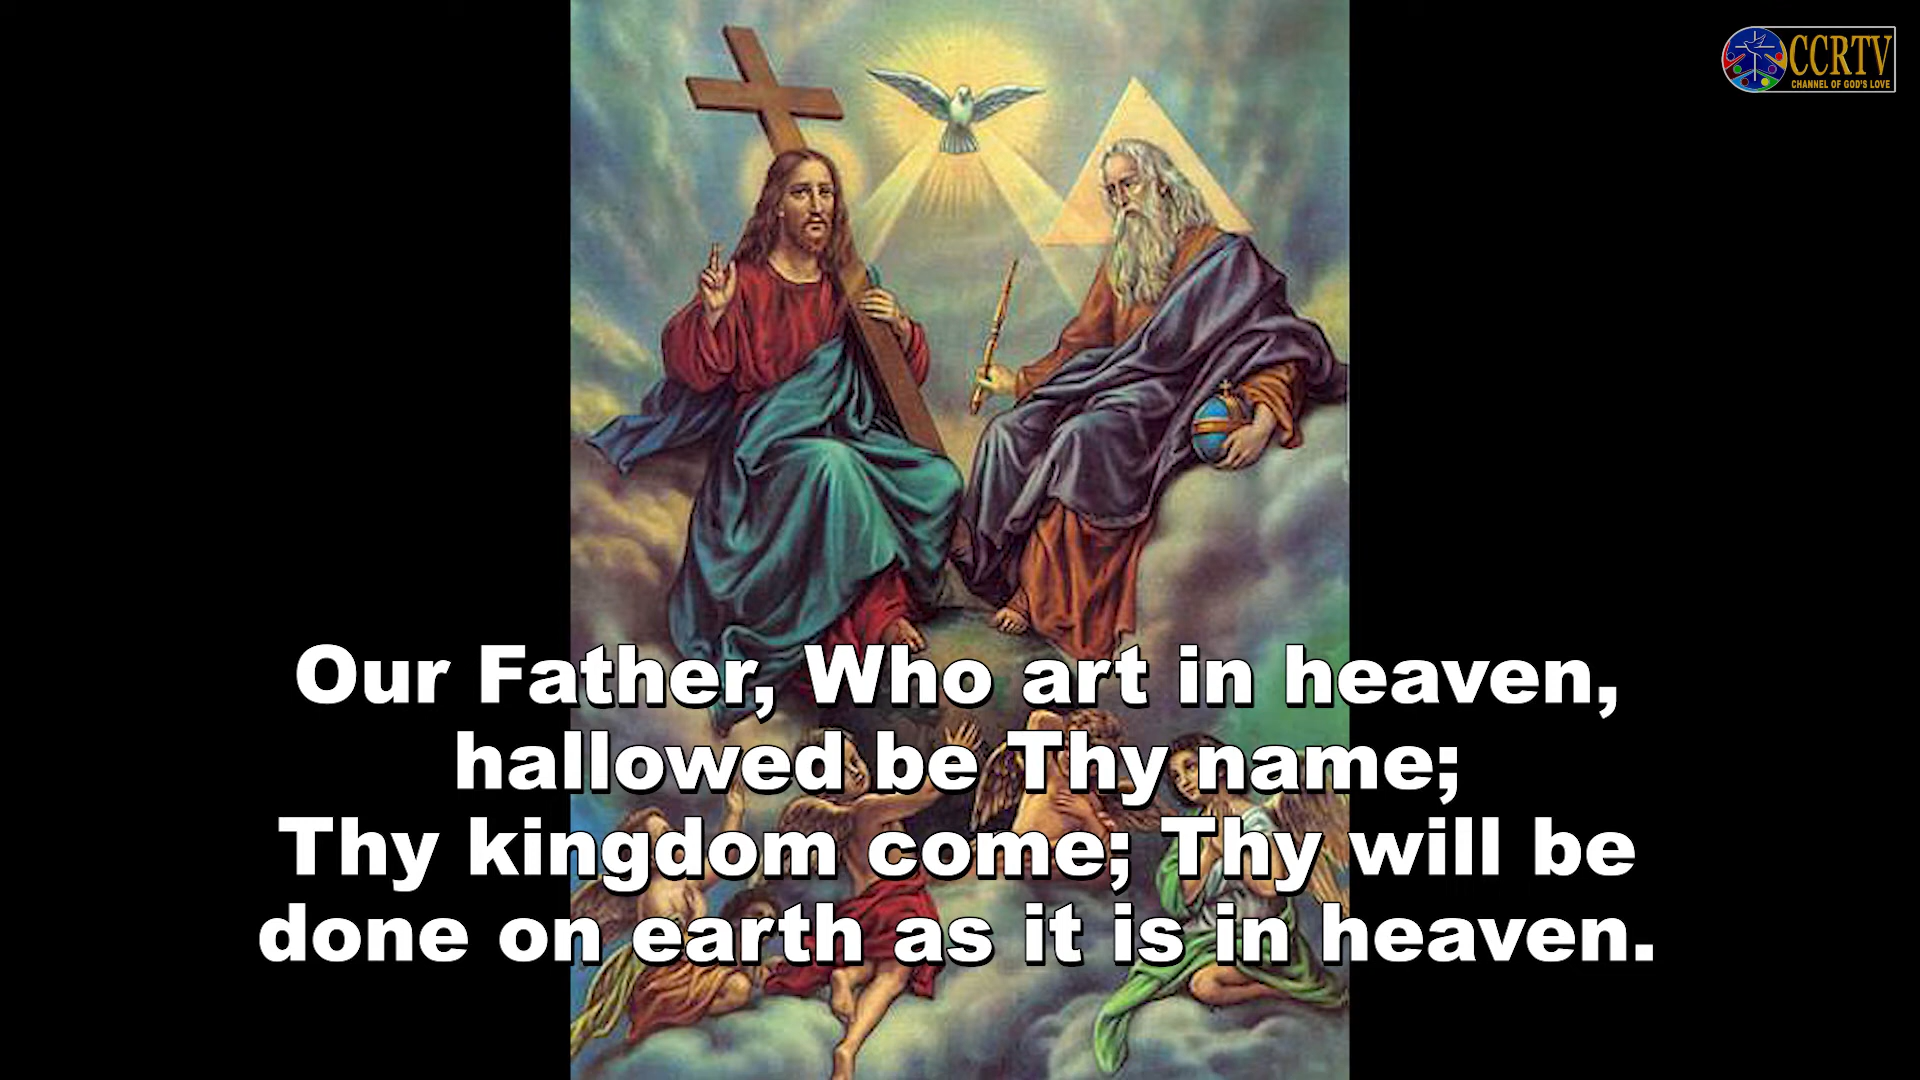 CCRTV
CHANNEL OF GOD'S LOVE
Our Father, Who art in heaven,
hallowed be Thy name;
Thy kingdom come; Thy will be
done on earth as it is in heaven.